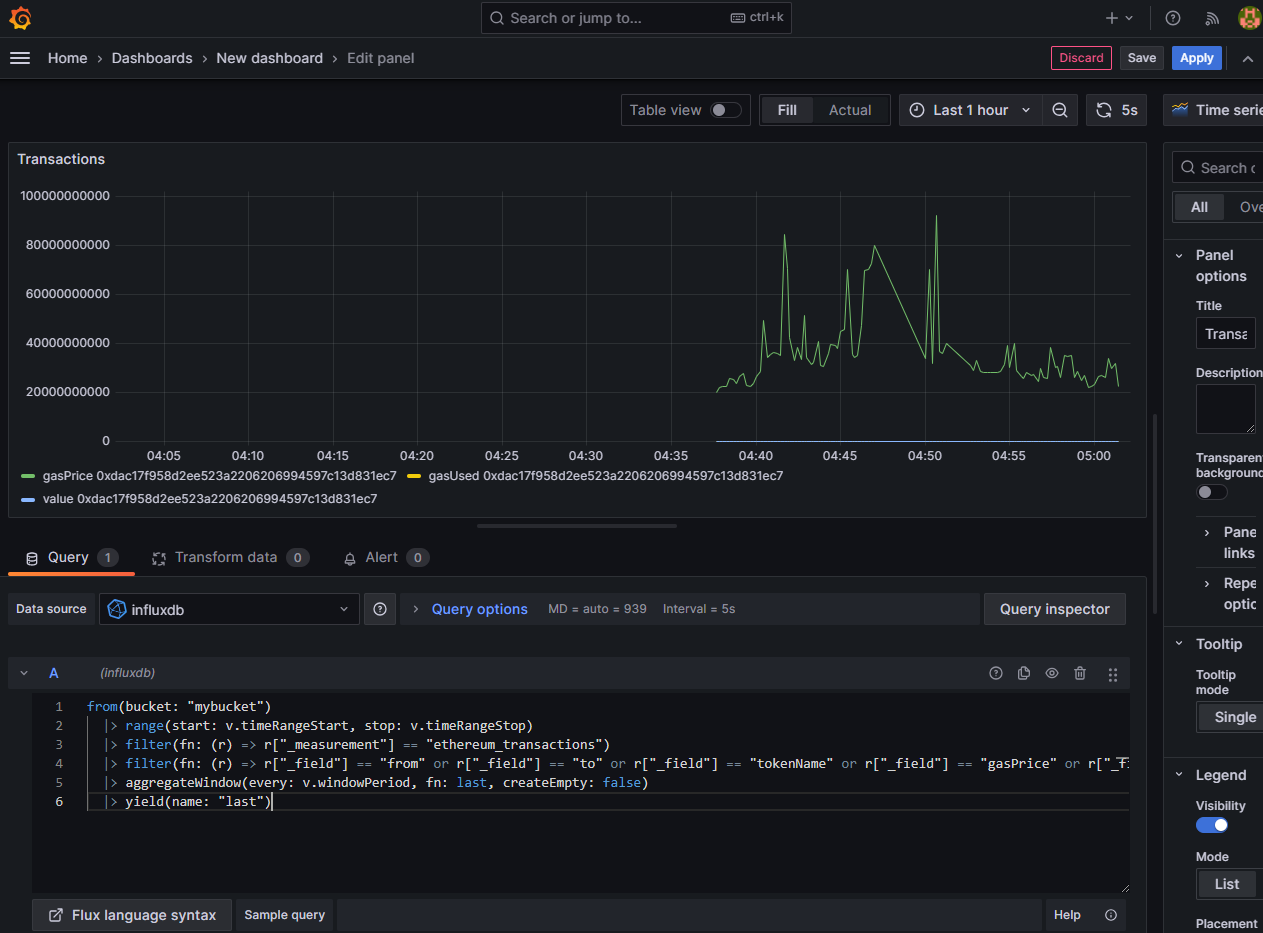 Search or jump to... ctrl+k
Home › Dashboards › New dashboard › Edit panel Discard Save Apply
Table view Fill Actual Last 1 hour 5s Time serie
Transactions
100000000000
80000000000
60000000000
40000000000
20000000000
0
04:05 04:10 04:15 04:20 04:25 04:30 04:35 04:40 04:45 04:50 04:55 05:00
gasPrice 0xdac17f958d2ee523a2206206994597c13d831ec7 gasUsed 0xdac17f958d2ee523a2206206994597c13d831ec7
value 0xdac17f958d2ee523a2206206994597c13d831ec7
Query 1 Transform data 0 Alert 0
Data source influxdb Query options MD = auto = 939 Interval = 5s Query inspector
A (influxdb)
1 from(bucket: "mybucket")
2 |> range(start: v.timeRangeStart, stop: v.timeRangeStop)
3 |> filter(fn: (r) => r["_measurement"] == "ethereum_transactions")
4 |> filter(fn: (r) => r["_field"] == "from" or r["_field"] == "to" or r["_field"] == "tokenName" or r["_field"] == "gasPrice" or r["_fi
5 |> aggregateWindow(every: v.windowPeriod, fn: last, createEmpty: false)
6 |> yield(name: "last")
Flux language syntax Sample query Help
Search o
All Ove
Panel
options
Title
Transa
Description
Transparent
background
Pane
links
Repe
optic
Tooltip
Tooltip
mode
Single
Legend
Visibility
Mode
List
Placement